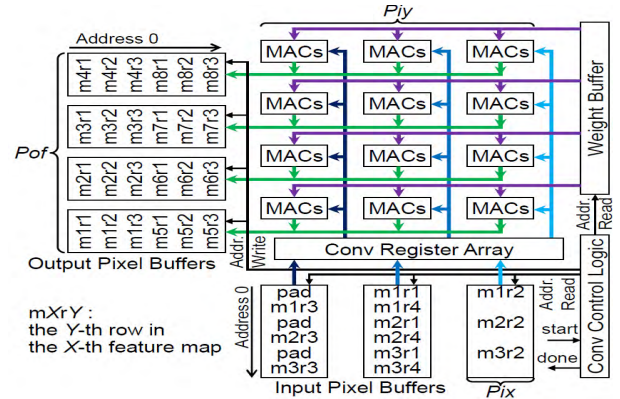 Piy
Address 0
MACs MACs MACs
m4r1 m4r2 m4r3 m8r1 m8r2 m8r3
MACs MACs MACs
m3r1 m3r2 m3r3 m7r1 m7r2 m7r3
Weight Buffer
Pof
MACs MACs MACs
m2r1 m2r2 m2r3 m6r1 m6r2 m6r3
MACs MACs MACs
m1r1 m1r2 m1r3 m5r1 m5r2 m5r3
Addr.
Read
Output Pixel Buffers
Addr.
Write
Conv Register Array
Conv Control Logic
mXrY :
the Y-th row in
the X-th feature map
Address 0
pad m1r1 m1r2
m1r3 m1r4
pad m2r1 m2r2
m2r3 m2r4
pad m3r1 m3r2
m3r3 m3r4
Addr.
Read
start
done
Input Pixel Buffers
Pix